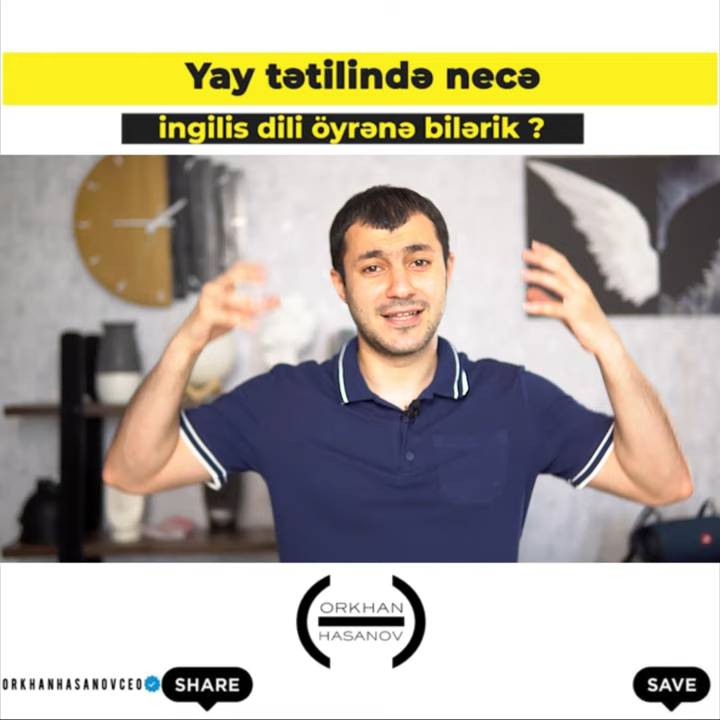 Yay tətilində necə
ingilis dili öyrənə bilərik ?
ORKHAN
HASANOV
ORKHANHASANOVCEO
SHARE
SAVE